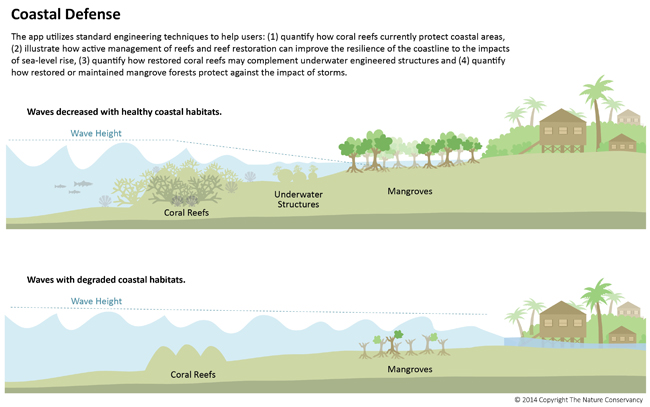 Coastal Defense
The app utilizes standard engineering techniques to help users: (1) quantify how coral reefs currently protect coastal areas,
(2) illustrate how active management of reefs and reef restoration can improve the resilience of the coastline to the impacts
of sea-level rise, (3) quantify how restored coral reefs may complement underwater engineered structures and (4) quantify
how restored or maintained mangrove forests protect against the impact of storms.
Waves decreased with healthy coastal habitats.
Wave Height
Coral Reefs
Underwater
Structures
Mangroves
Waves with degraded coastal habitats.
Wave Height
Coral Reefs
Mangroves
© 2014 Copyright The Nature Conservancy